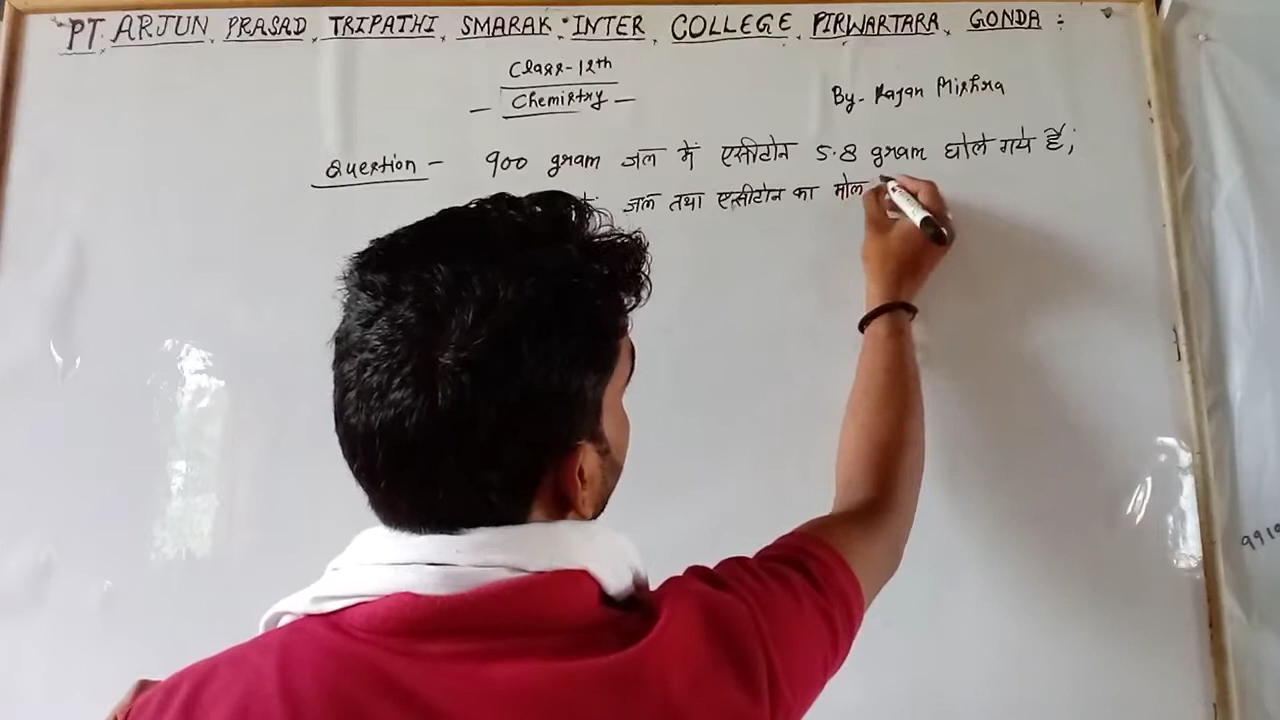 PT. ARJUN PRASAD TRIPATHI SMARAK INTER COLLEGE PIRWARTARA GONDA :
Class-12th
Chemistry
By- Rajan Mishra
Question - 900 gram जल में एसीटोन 5.8 gram घोले गये हैं;
जल तथा एसीटोन का मोल
991